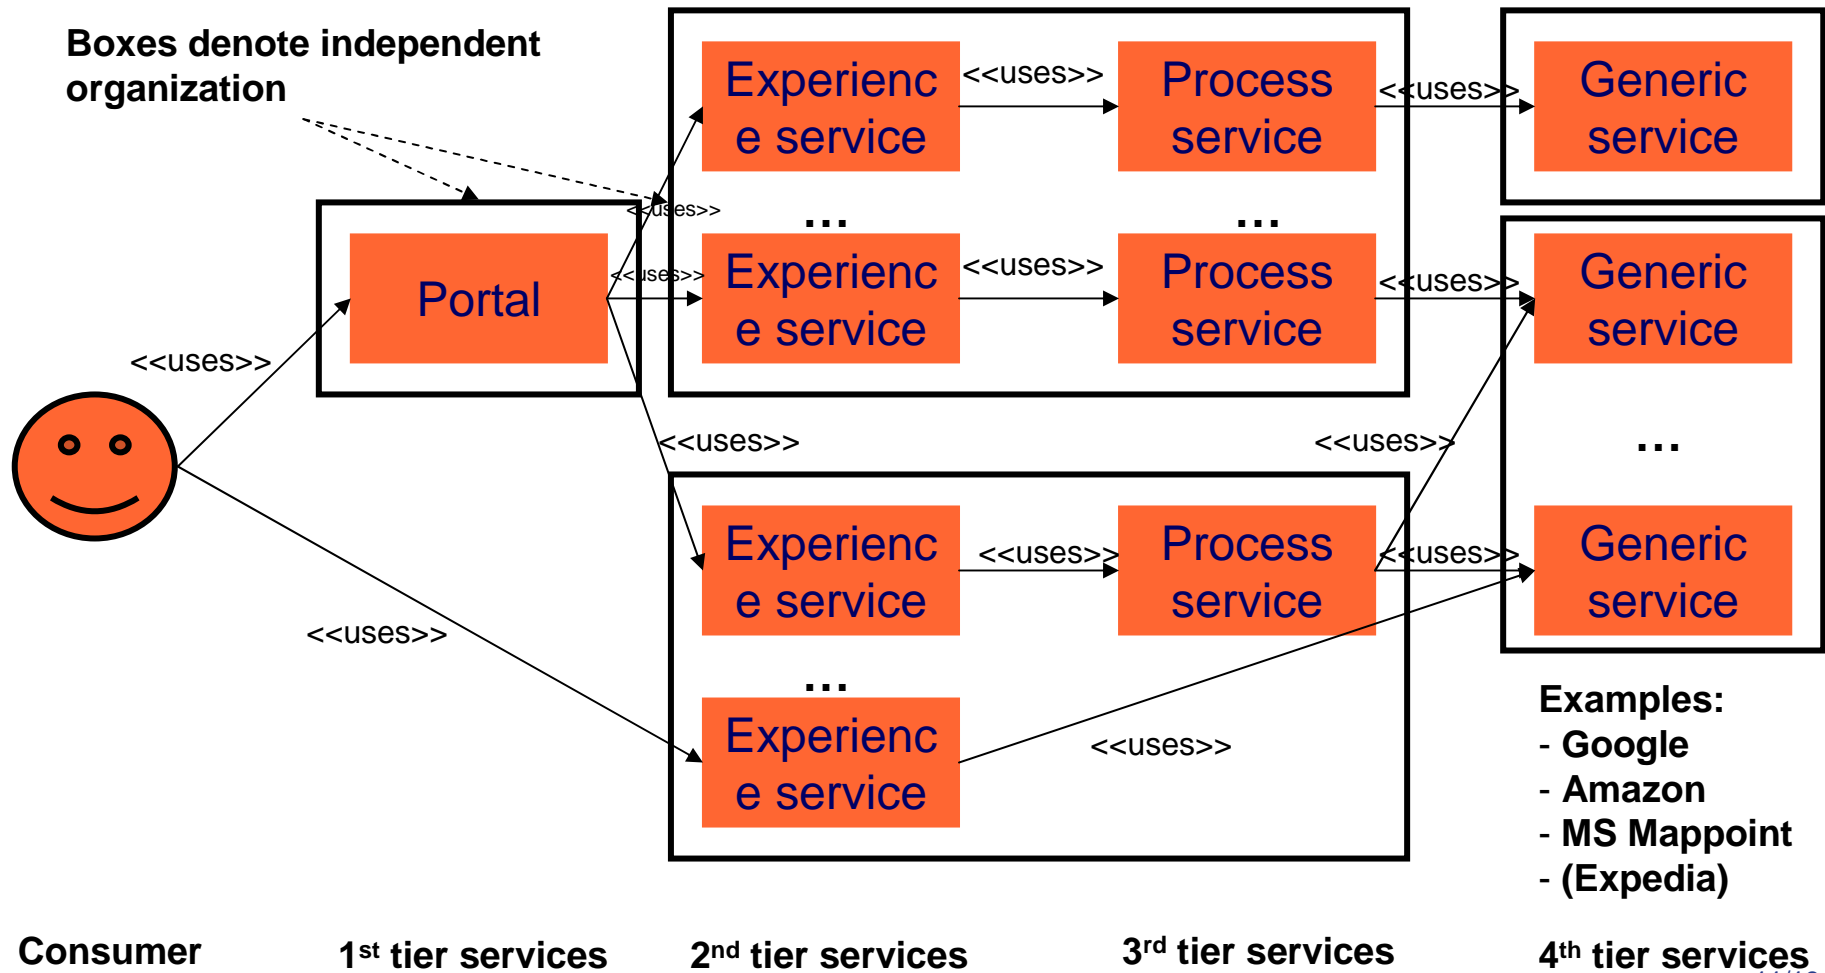 Boxes denote independent
organization
Experienc
e service
<<uses>>
Process
service
<<uses>>
Generic
service
<<uses>>
...
...
Portal
<<uses>>
Experienc
e service
<<uses>>
Process
service
<<uses>>
Generic
service
<<uses>>
<<uses>>
<<uses>>
...
Experienc
e service
<<uses>>
Process
service
<<uses>>
Generic
service
<<uses>>
...
Experienc
e service
<<uses>>
Examples:
- Google
- Amazon
- MS Mappoint
- (Expedia)
Consumer
1st tier services
2nd tier services
3rd tier services
4th tier services